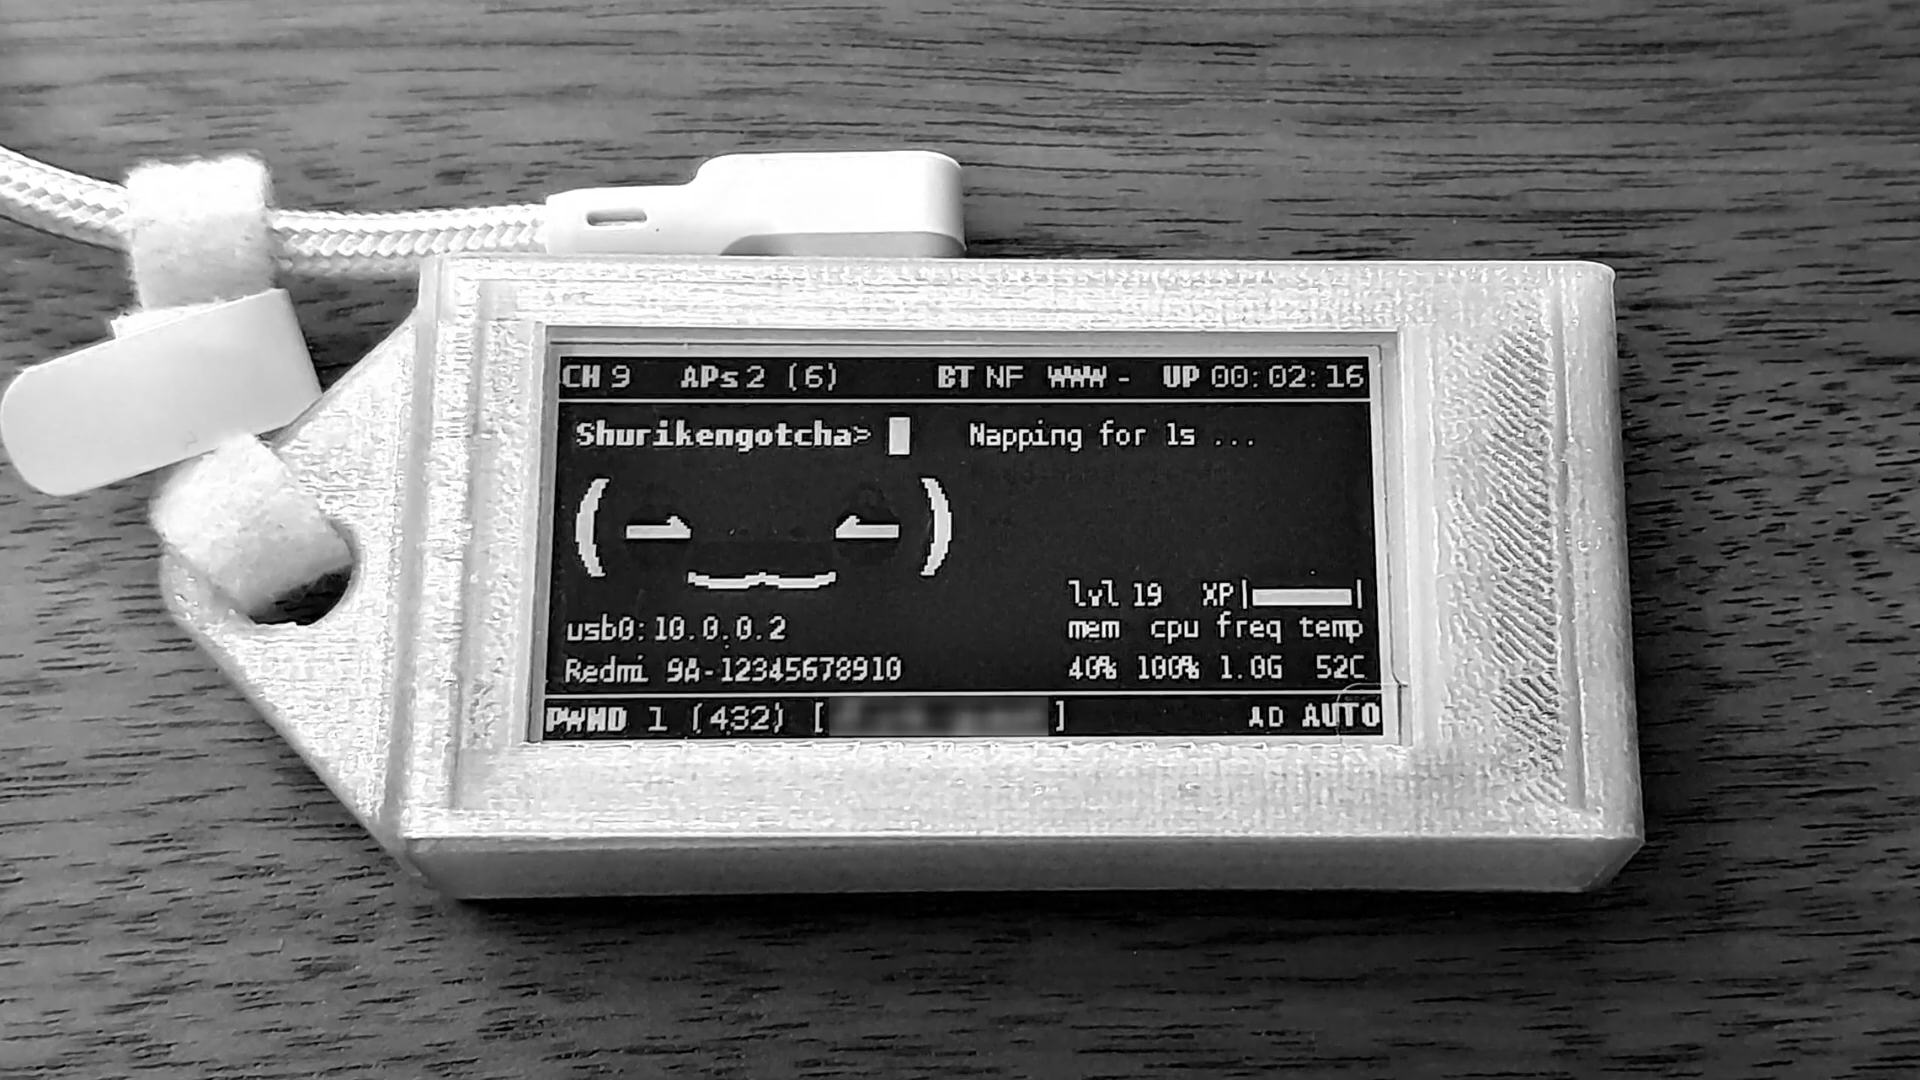 CH 9 APs 2 (6) BT NF WWW - UP 00:02:16
Shurikengotcha> Napping for 1s ...
lvl 19 XP
usb0:10.0.0.2 mem cpu freq temp
Redmi 9A-12345678910 40% 100% 1.0G 52C
PWND 1 (432) [ ] AD AUTO